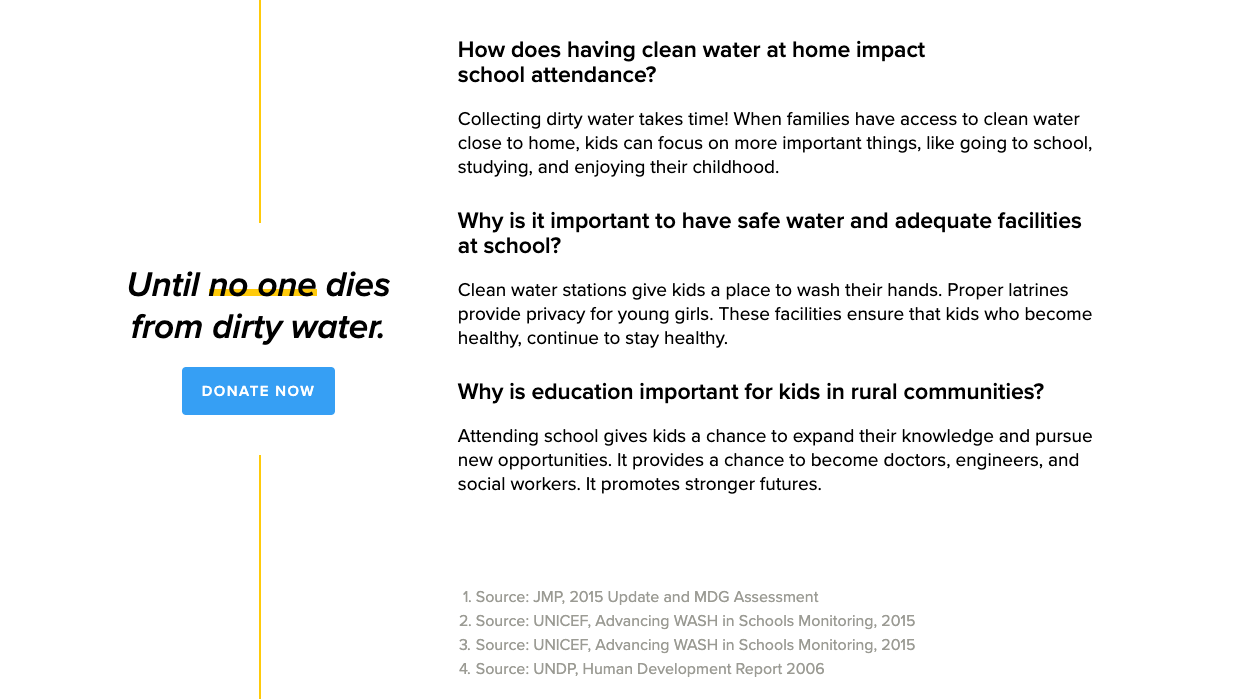 Until no one dies
from dirty water.
DONATE NOW
How does having clean water at home impact
school attendance?
Collecting dirty water takes time! When families have access to clean water
close to home, kids can focus on more important things, like going to school,
studying, and enjoying their childhood.
Why is it important to have safe water and adequate facilities
at school?
Clean water stations give kids a place to wash their hands. Proper latrines
provide privacy for young girls. These facilities ensure that kids who become
healthy, continue to stay healthy.
Why is education important for kids in rural communities?
Attending school gives kids a chance to expand their knowledge and pursue
new opportunities. It provides a chance to become doctors, engineers, and
social workers. It promotes stronger futures.
1. Source: JMP, 2015 Update and MDG Assessment
2. Source: UNICEF, Advancing WASH in Schools Monitoring, 2015
3. Source: UNICEF, Advancing WASH in Schools Monitoring, 2015
4. Source: UNDP, Human Development Report 2006